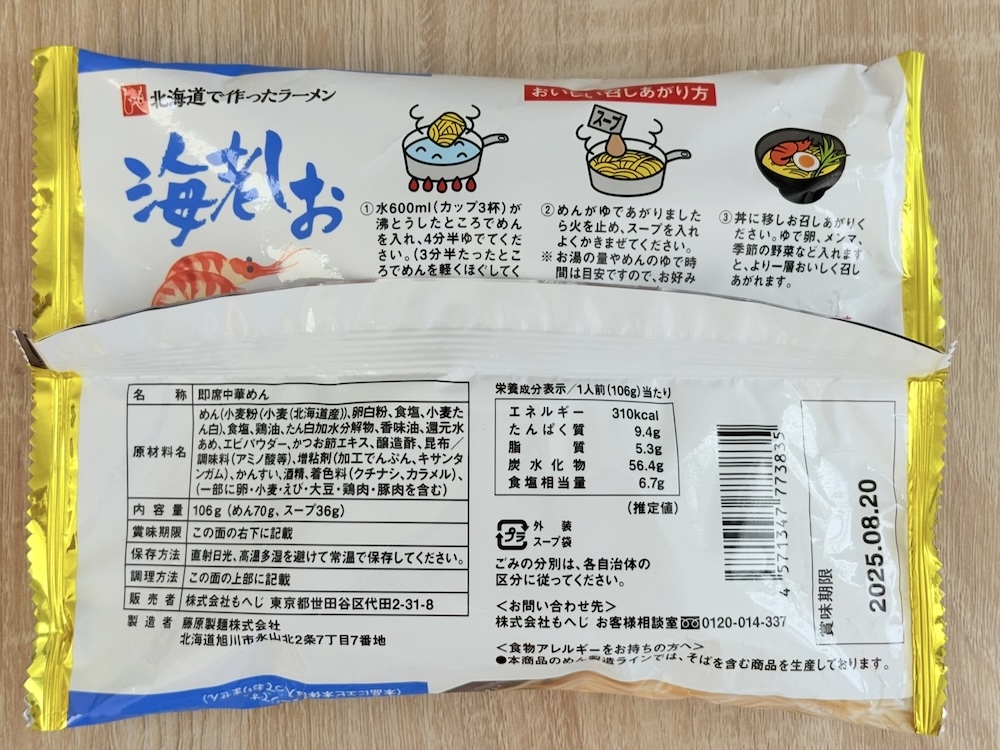 北海道で作ったラーメン
海老しお
おいしい召しあがり方
スープ
①水600ml(カップ3杯)が
沸とうしたところでめん
を入れ、4分半ゆでてくだ
さい。(3分半たったとこ
ろでめんを軽くほぐしてく
②めんがゆであがりました
ら火を止め、スープを入れ
よくかきまぜてください。
※お湯の量やめんのゆで時
間は目安ですので、お好み
③丼に移しお召しあがりく
ださい。ゆで卵、メンマ、
季節の野菜など入れます
と、より一層おいしく召し
あがれます。
名称 即席中華めん
原材料名 めん(小麦粉(小麦(北海道産))、卵白粉、食塩、小麦た
ん白)、食塩、鶏油、たん白加水分解物、香味油、還元水
あめ、エビパウダー、かつお節エキス、醸造酢、昆布/
調味料(アミノ酸等)、増粘剤(加工でんぷん、キサンタ
ンガム)、かんすい、酒精、着色料(クチナシ、カラメル)、
(一部に卵・小麦・えび・大豆・鶏肉・豚肉を含む)
内容量 106g(めん70g、スープ36g)
賞味期限 この面の右下に記載
保存方法 直射日光、高温多湿を避けて常温で保存してください。
調理方法 この面の上部に記載
販売者 株式会社もへじ 東京都世田谷区代田2-31-8
製造者 藤原製麺株式会社
北海道旭川市永山北2条7丁目7番地
栄養成分表示/1人前(106g)当たり
エネルギー 310kcal
たんぱく質 9.4g
脂質 5.3g
炭水化物 56.4g
食塩相当量 6.7g
(推定値)
プラ
外装
スープ袋
ごみの分別は、各自治体の
区分に従ってください。
<お問い合わせ先>
株式会社もへじ お客様相談室 0120-014-337
<食物アレルギーをお持ちの方へ>
●本商品のめん製造ラインでは、そばを含む商品を生産しております。
4 571347 773835
賞味期限
2025.08.20